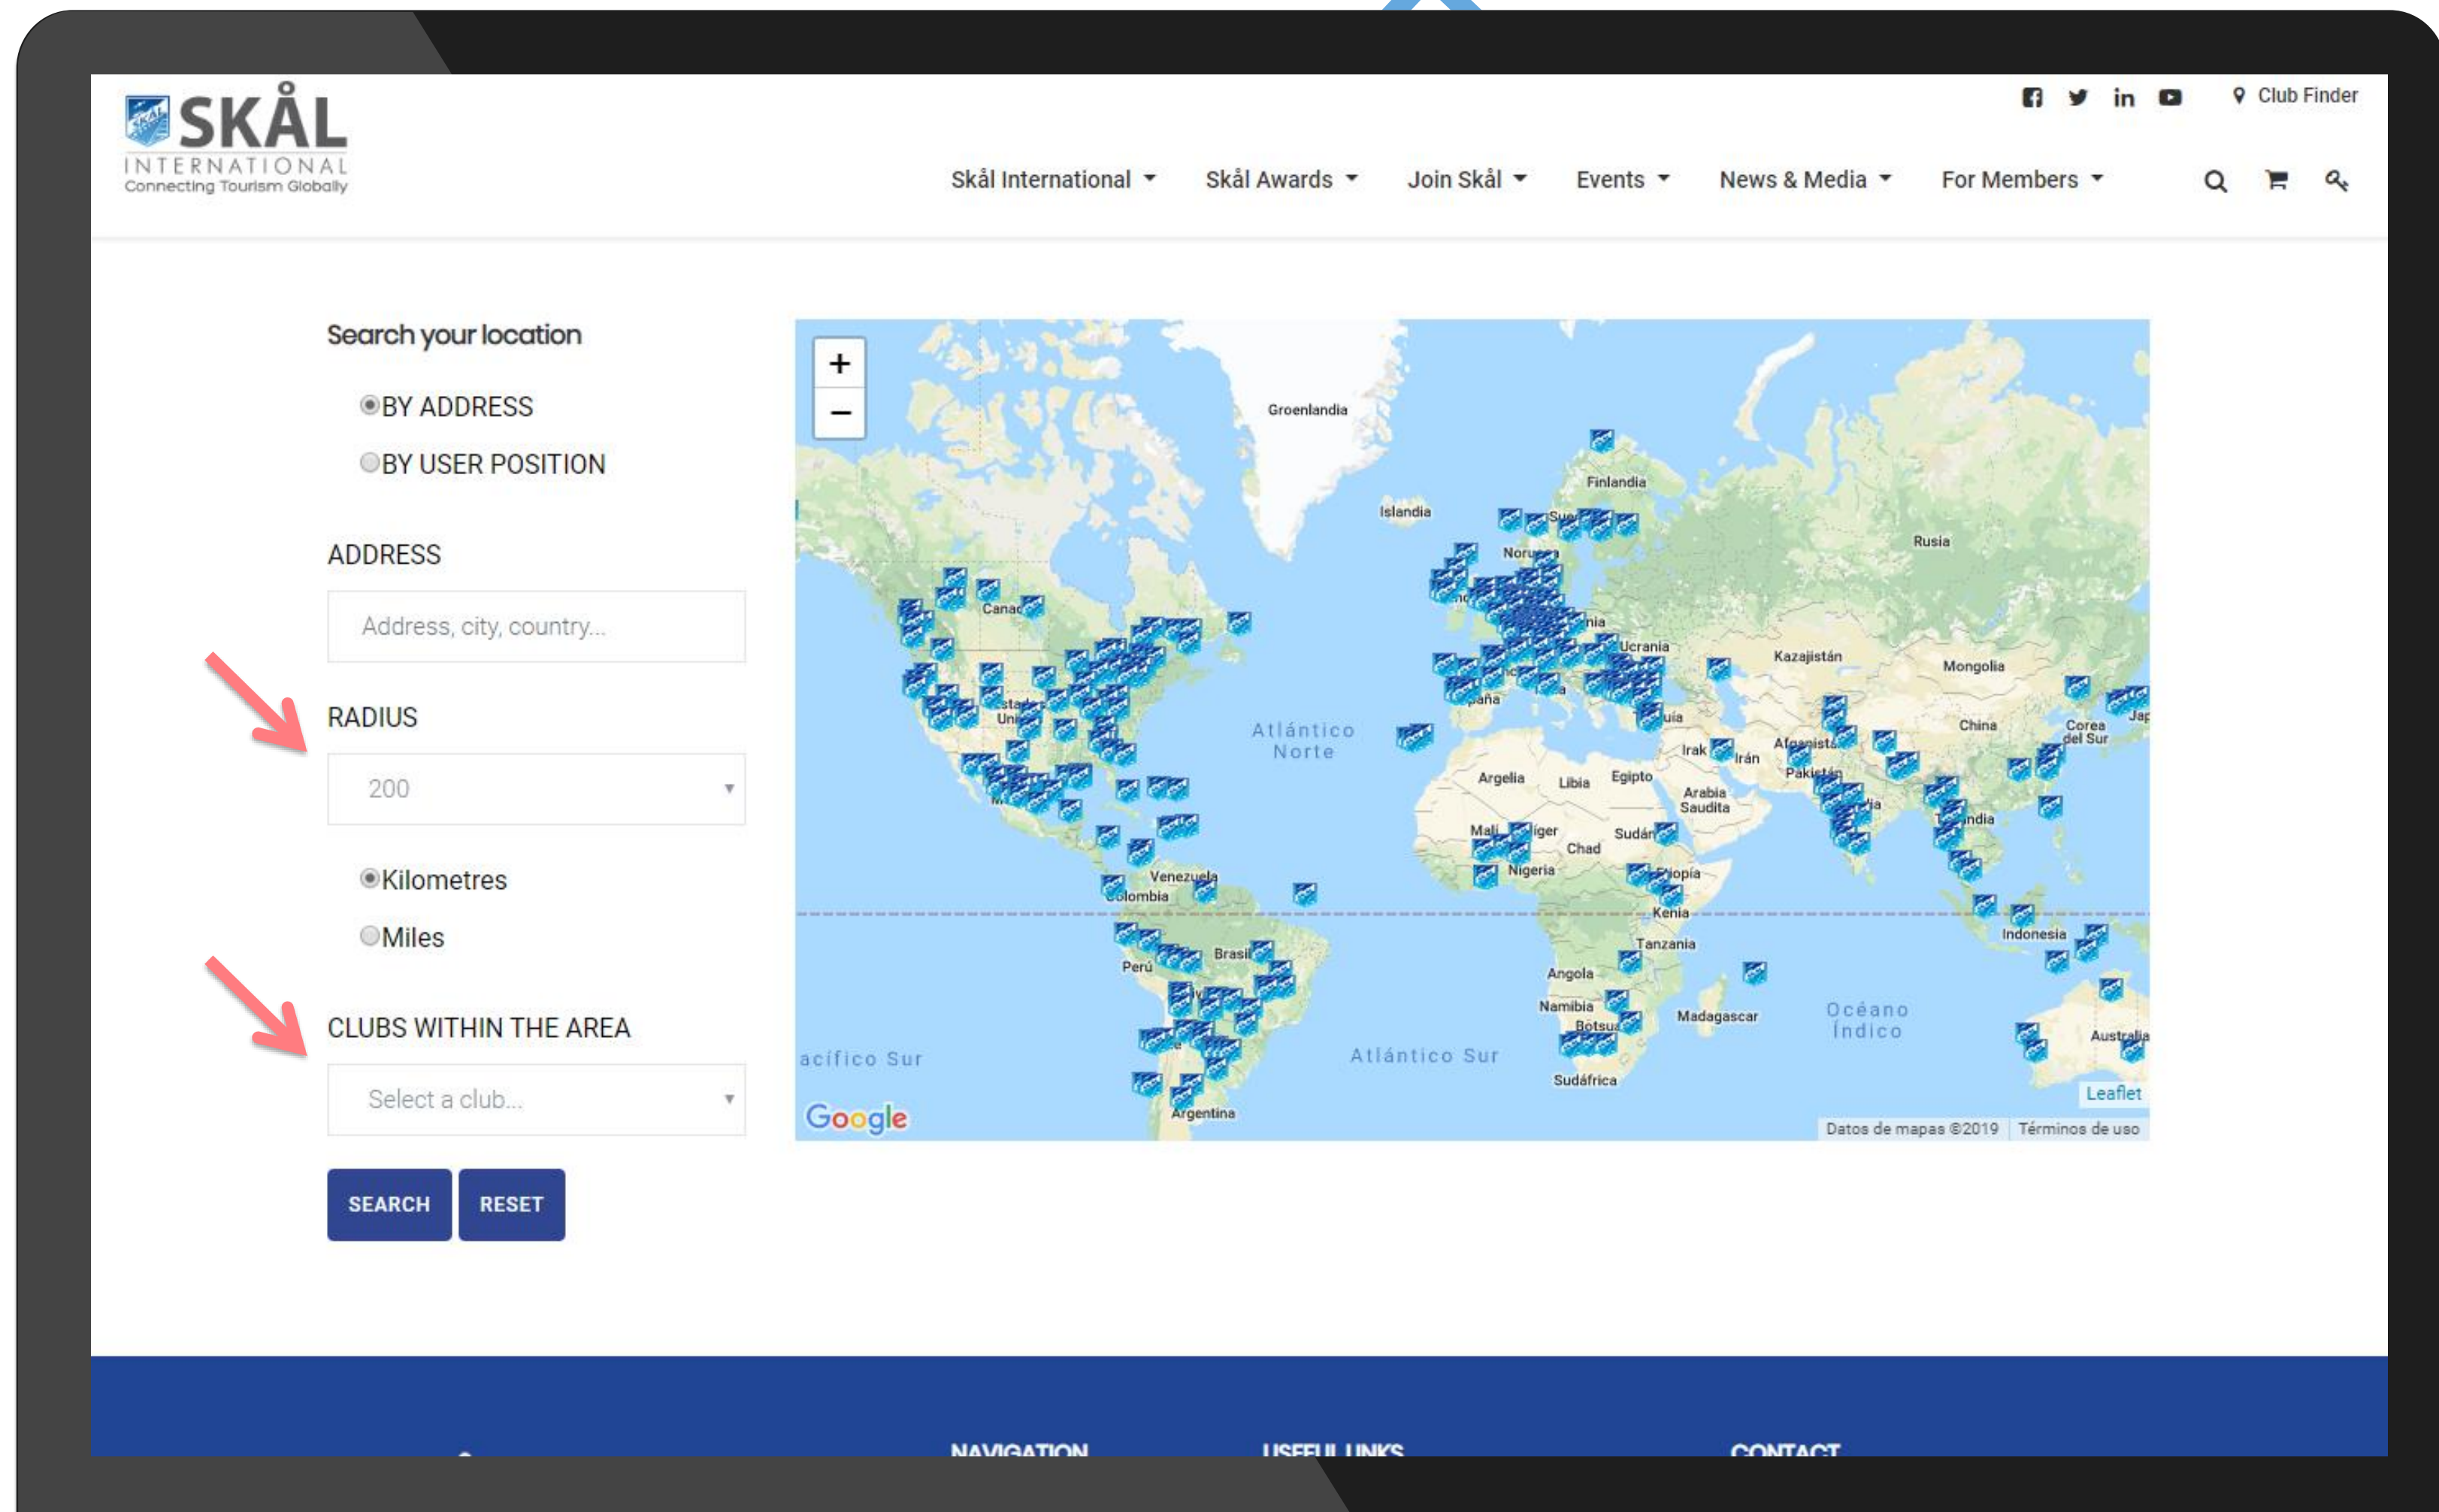 SKÅL
INTERNATIONAL
Connecting Tourism Globally
Club Finder
Skål International
Skål Awards
Join Skål
Events
News & Media
For Members
Search your location
BY ADDRESS
BY USER POSITION
ADDRESS
Address, city, country...
RADIUS
200
Kilometres
Miles
CLUBS WITHIN THE AREA
Select a club...
SEARCH
RESET
+
−
Groenlandia
Finlandia
Islandia
Rusia
Ucrania
Kazajistán
Mongolia
Atlántico
Norte
China
Corea
del Sur
Irak
Irán
Argelia
Libia
Egipto
Arabia
Saudita
Sudán
Chad
Nigeria
Venezuela
Kenia
Tanzania
Indonesia
Perú
Brasil
Angola
Namibia
Madagascar
Océano
Índico
Australia
Atlántico Sur
Sudáfrica
Argentina
Leaflet
Google
Datos de mapas ©2019
Términos de uso
NAVIGATION
USEFUL LINKS
CONTACT